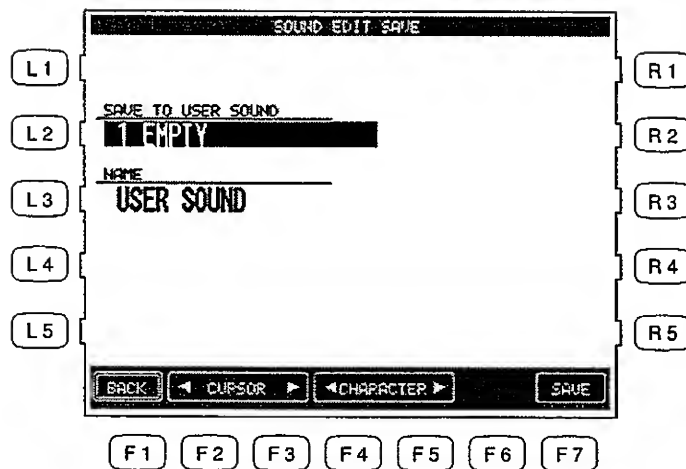 SOUND EDIT SAVE
L1
R1
SAVE TO USER SOUND
L2
1 EMPTY
R2
NAME
L3
USER SOUND
R3
L4
R4
L5
R5
BACK ◄ CURSOR ► ◄CHARACTER► SAVE
F1 F2 F3 F4 F5 F6 F7